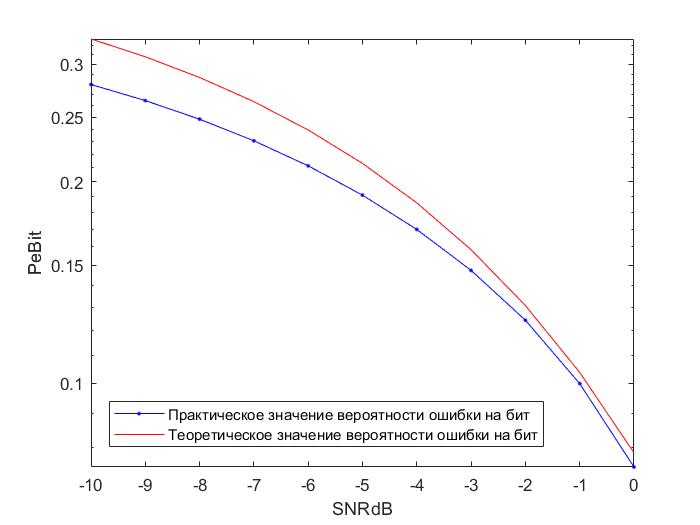 0.3
0.25
0.2
0.15
0.1
PeBit
Практическое значение вероятности ошибки на бит
Теоретическое значение вероятности ошибки на бит
-10 -9 -8 -7 -6 -5 -4 -3 -2 -1 0
SNRdB